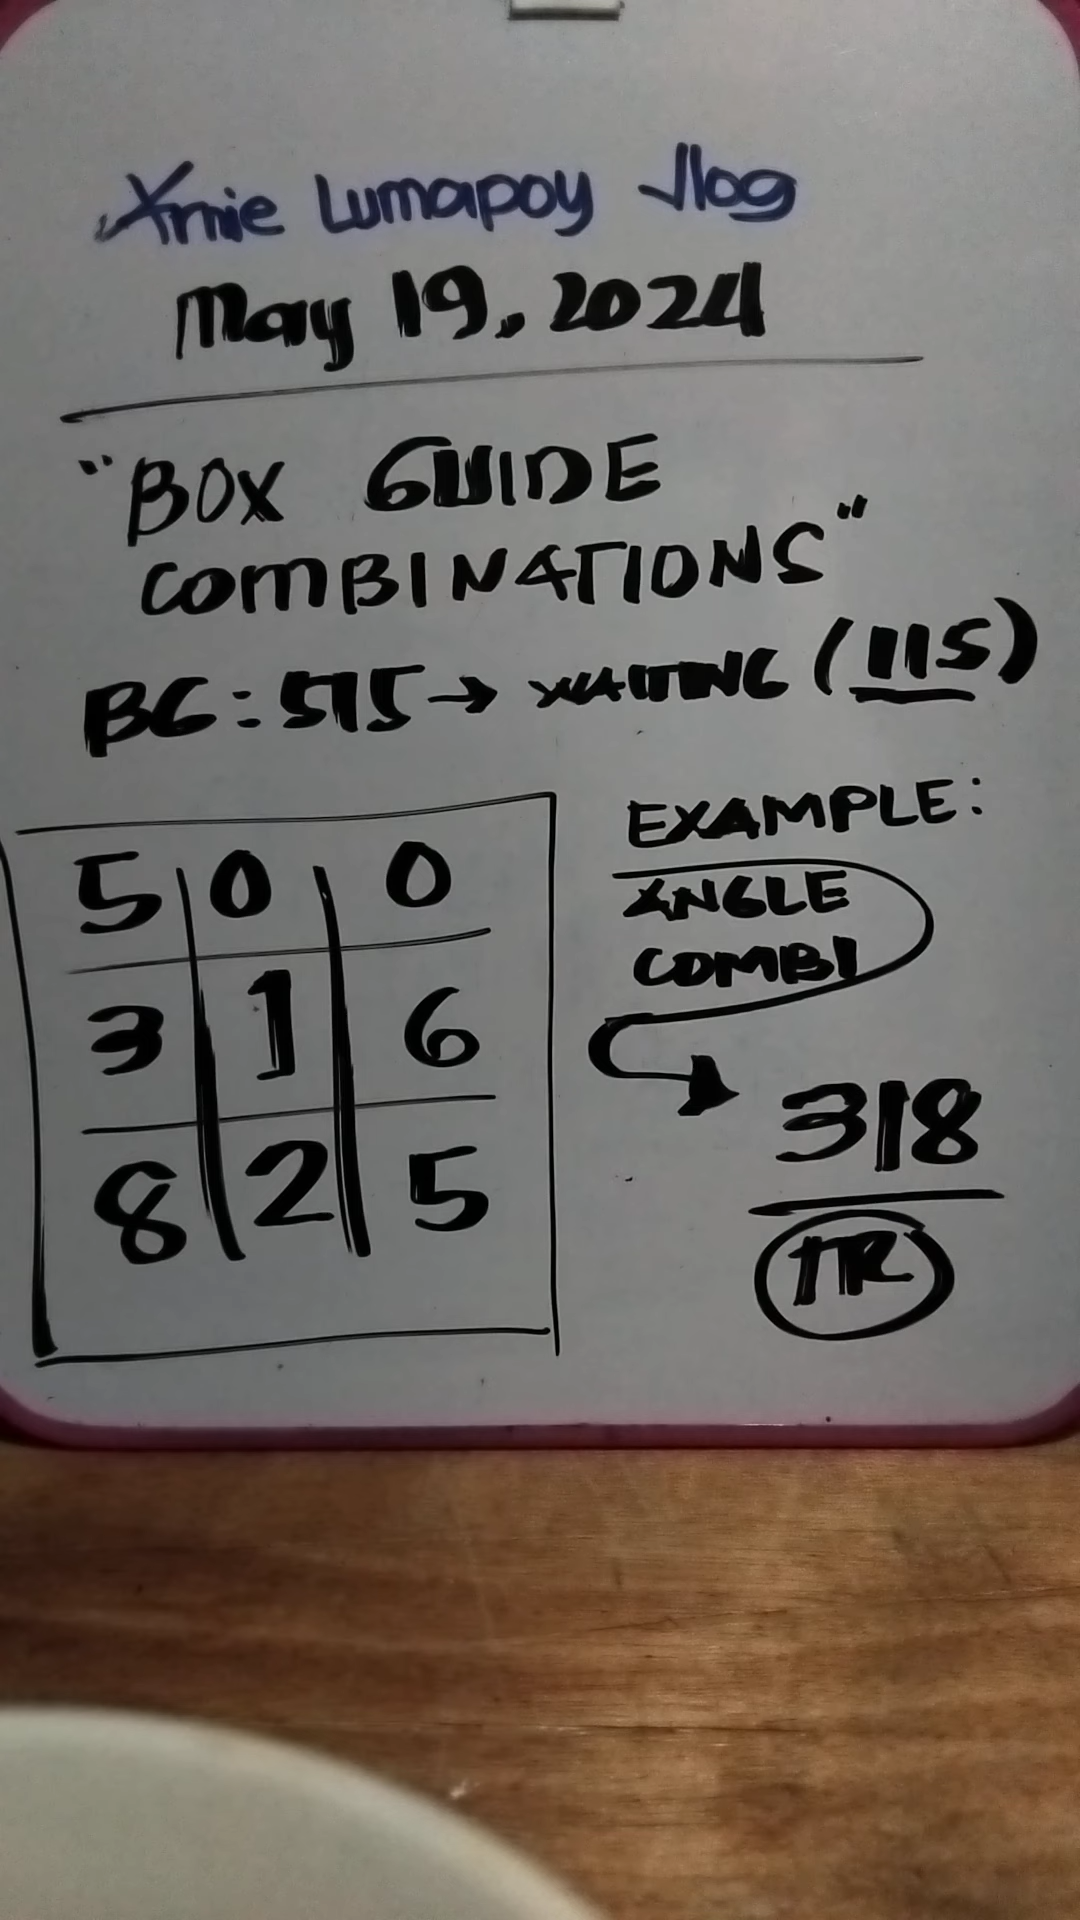 Arnie Lumapoy Vlog
May 19, 2024
"BOX GUIDE
COMBINATIONS"
BG: 515 → WAITING (115)
5 0 0
3 1 6
8 2 5
EXAMPLE:
ANGLE
COMBI
318
TR